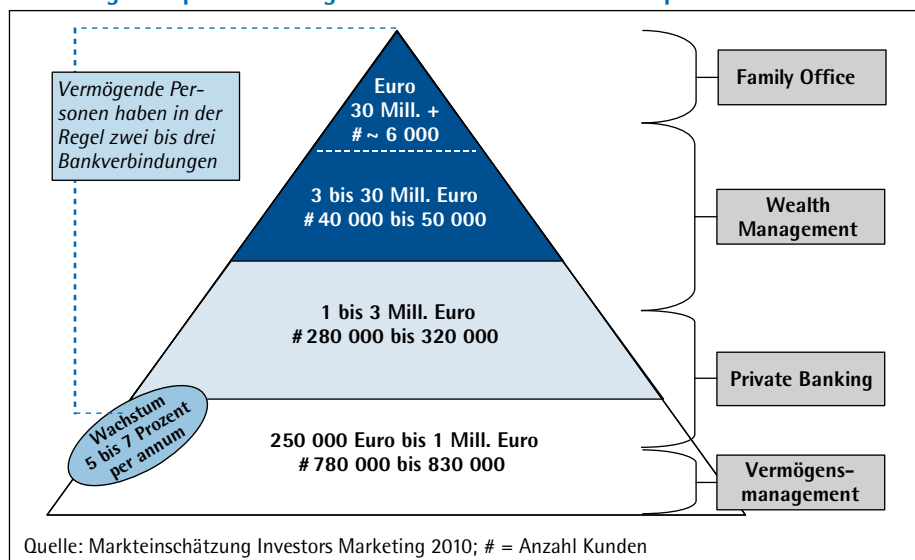 Vermögende Per-
sonen haben in der
Regel zwei bis drei
Bankverbindungen
Euro
30 Mill. +
# ~ 6 000
3 bis 30 Mill. Euro
# 40 000 bis 50 000
1 bis 3 Mill. Euro
# 280 000 bis 320 000
Wachstum
5 bis 7 Prozent
per annum
250 000 Euro bis 1 Mill. Euro
# 780 000 bis 830 000
Family Office
Wealth
Management
Private Banking
Vermögens-
management
Quelle: Markteinschätzung Investors Marketing 2010; # = Anzahl Kunden